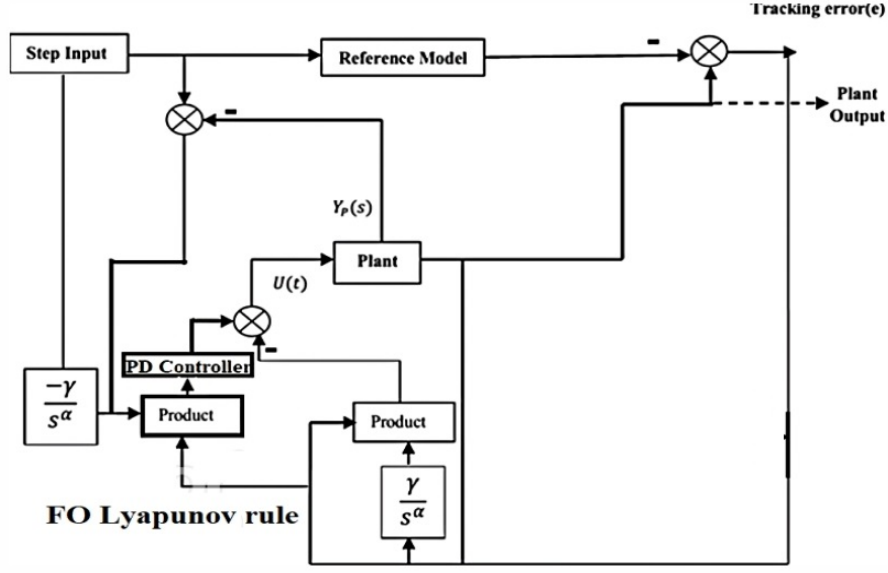 Tracking error(e)
Step Input
Reference Model
-
-
Plant
Output
Y_P(s)
Plant
U(t)
-
PD Controller
-γ
s^α
Product
Product
γ
s^α
FO Lyapunov rule